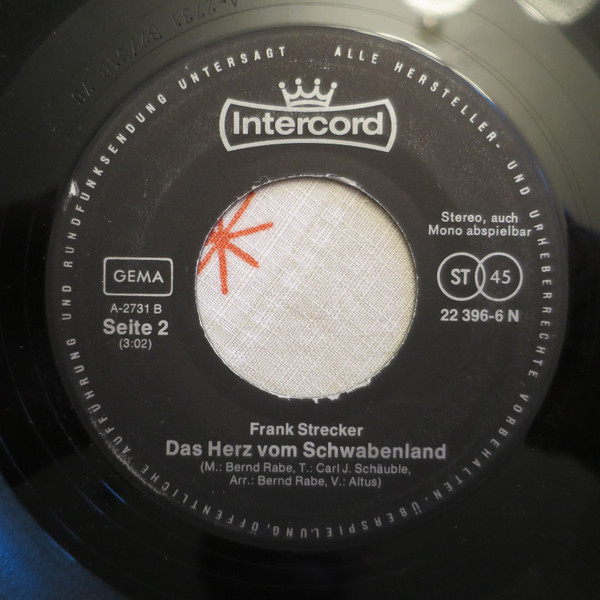 ALLE HERSTELLER- UND URHEBERRECHTE VORBEHALTEN · ÜBERSPIELUNG, ÖFFENTLICHE AUFFÜHRUNG UND RUNDFUNKSENDUNG UNTERSAGT
Intercord
Stereo, auch
Mono abspielbar
GEMA
ST 45
A-2731 B
Seite 2
22 396-6 N
(3:02)
Frank Strecker
Das Herz vom Schwabenland
(M.: Bernd Rabe, T.: Carl J. Schäuble,
Arr.: Bernd Rabe, V.: Altus)